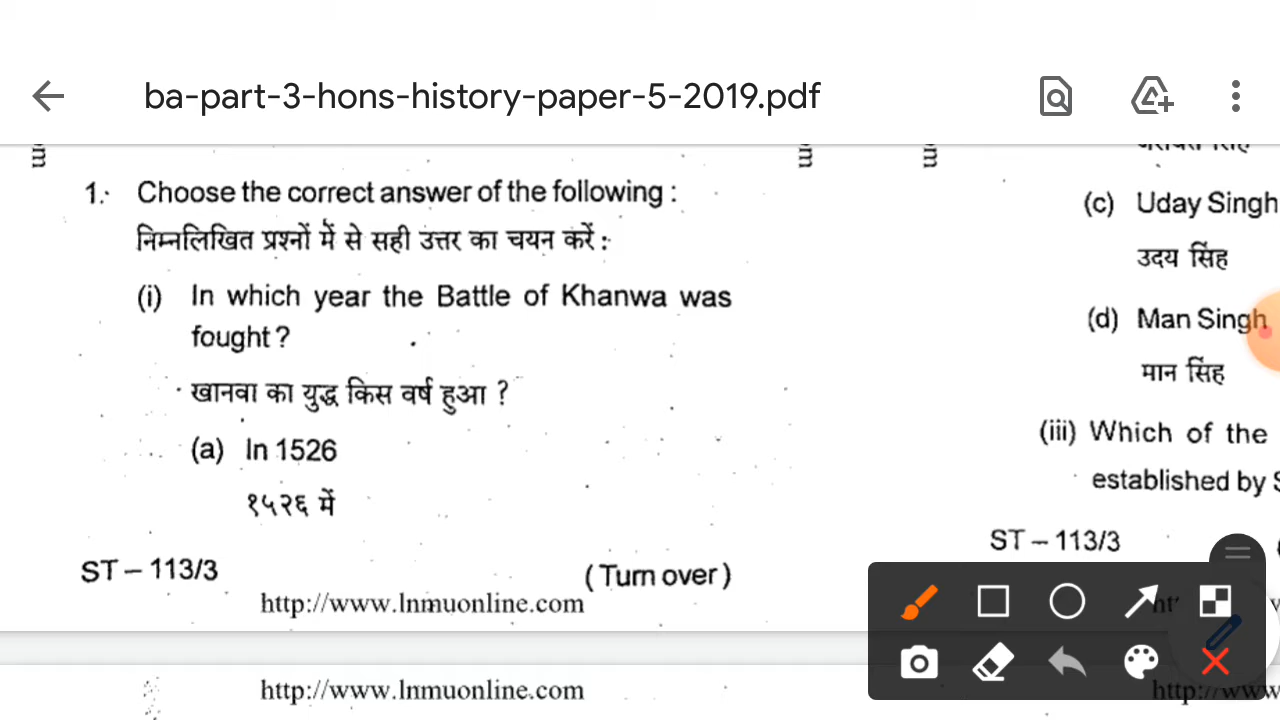 ba-part-3-hons-history-paper-5-2019.pdf
1. Choose the correct answer of the following :
निम्नलिखित प्रश्नों में से सही उत्तर का चयन करें :
(i) In which year the Battle of Khanwa was
fought ?
खानवा का युद्ध किस वर्ष हुआ ?
(a) In 1526
१५२६ में
ST – 113/3
(Turn over)
http://www.lnmuonline.com
http://www.lnmuonline.com
(c) Uday Singh
उदय सिंह
(d) Man Singh
मान सिंह
(iii) Which of the
established by S
ST – 113/3
http://www